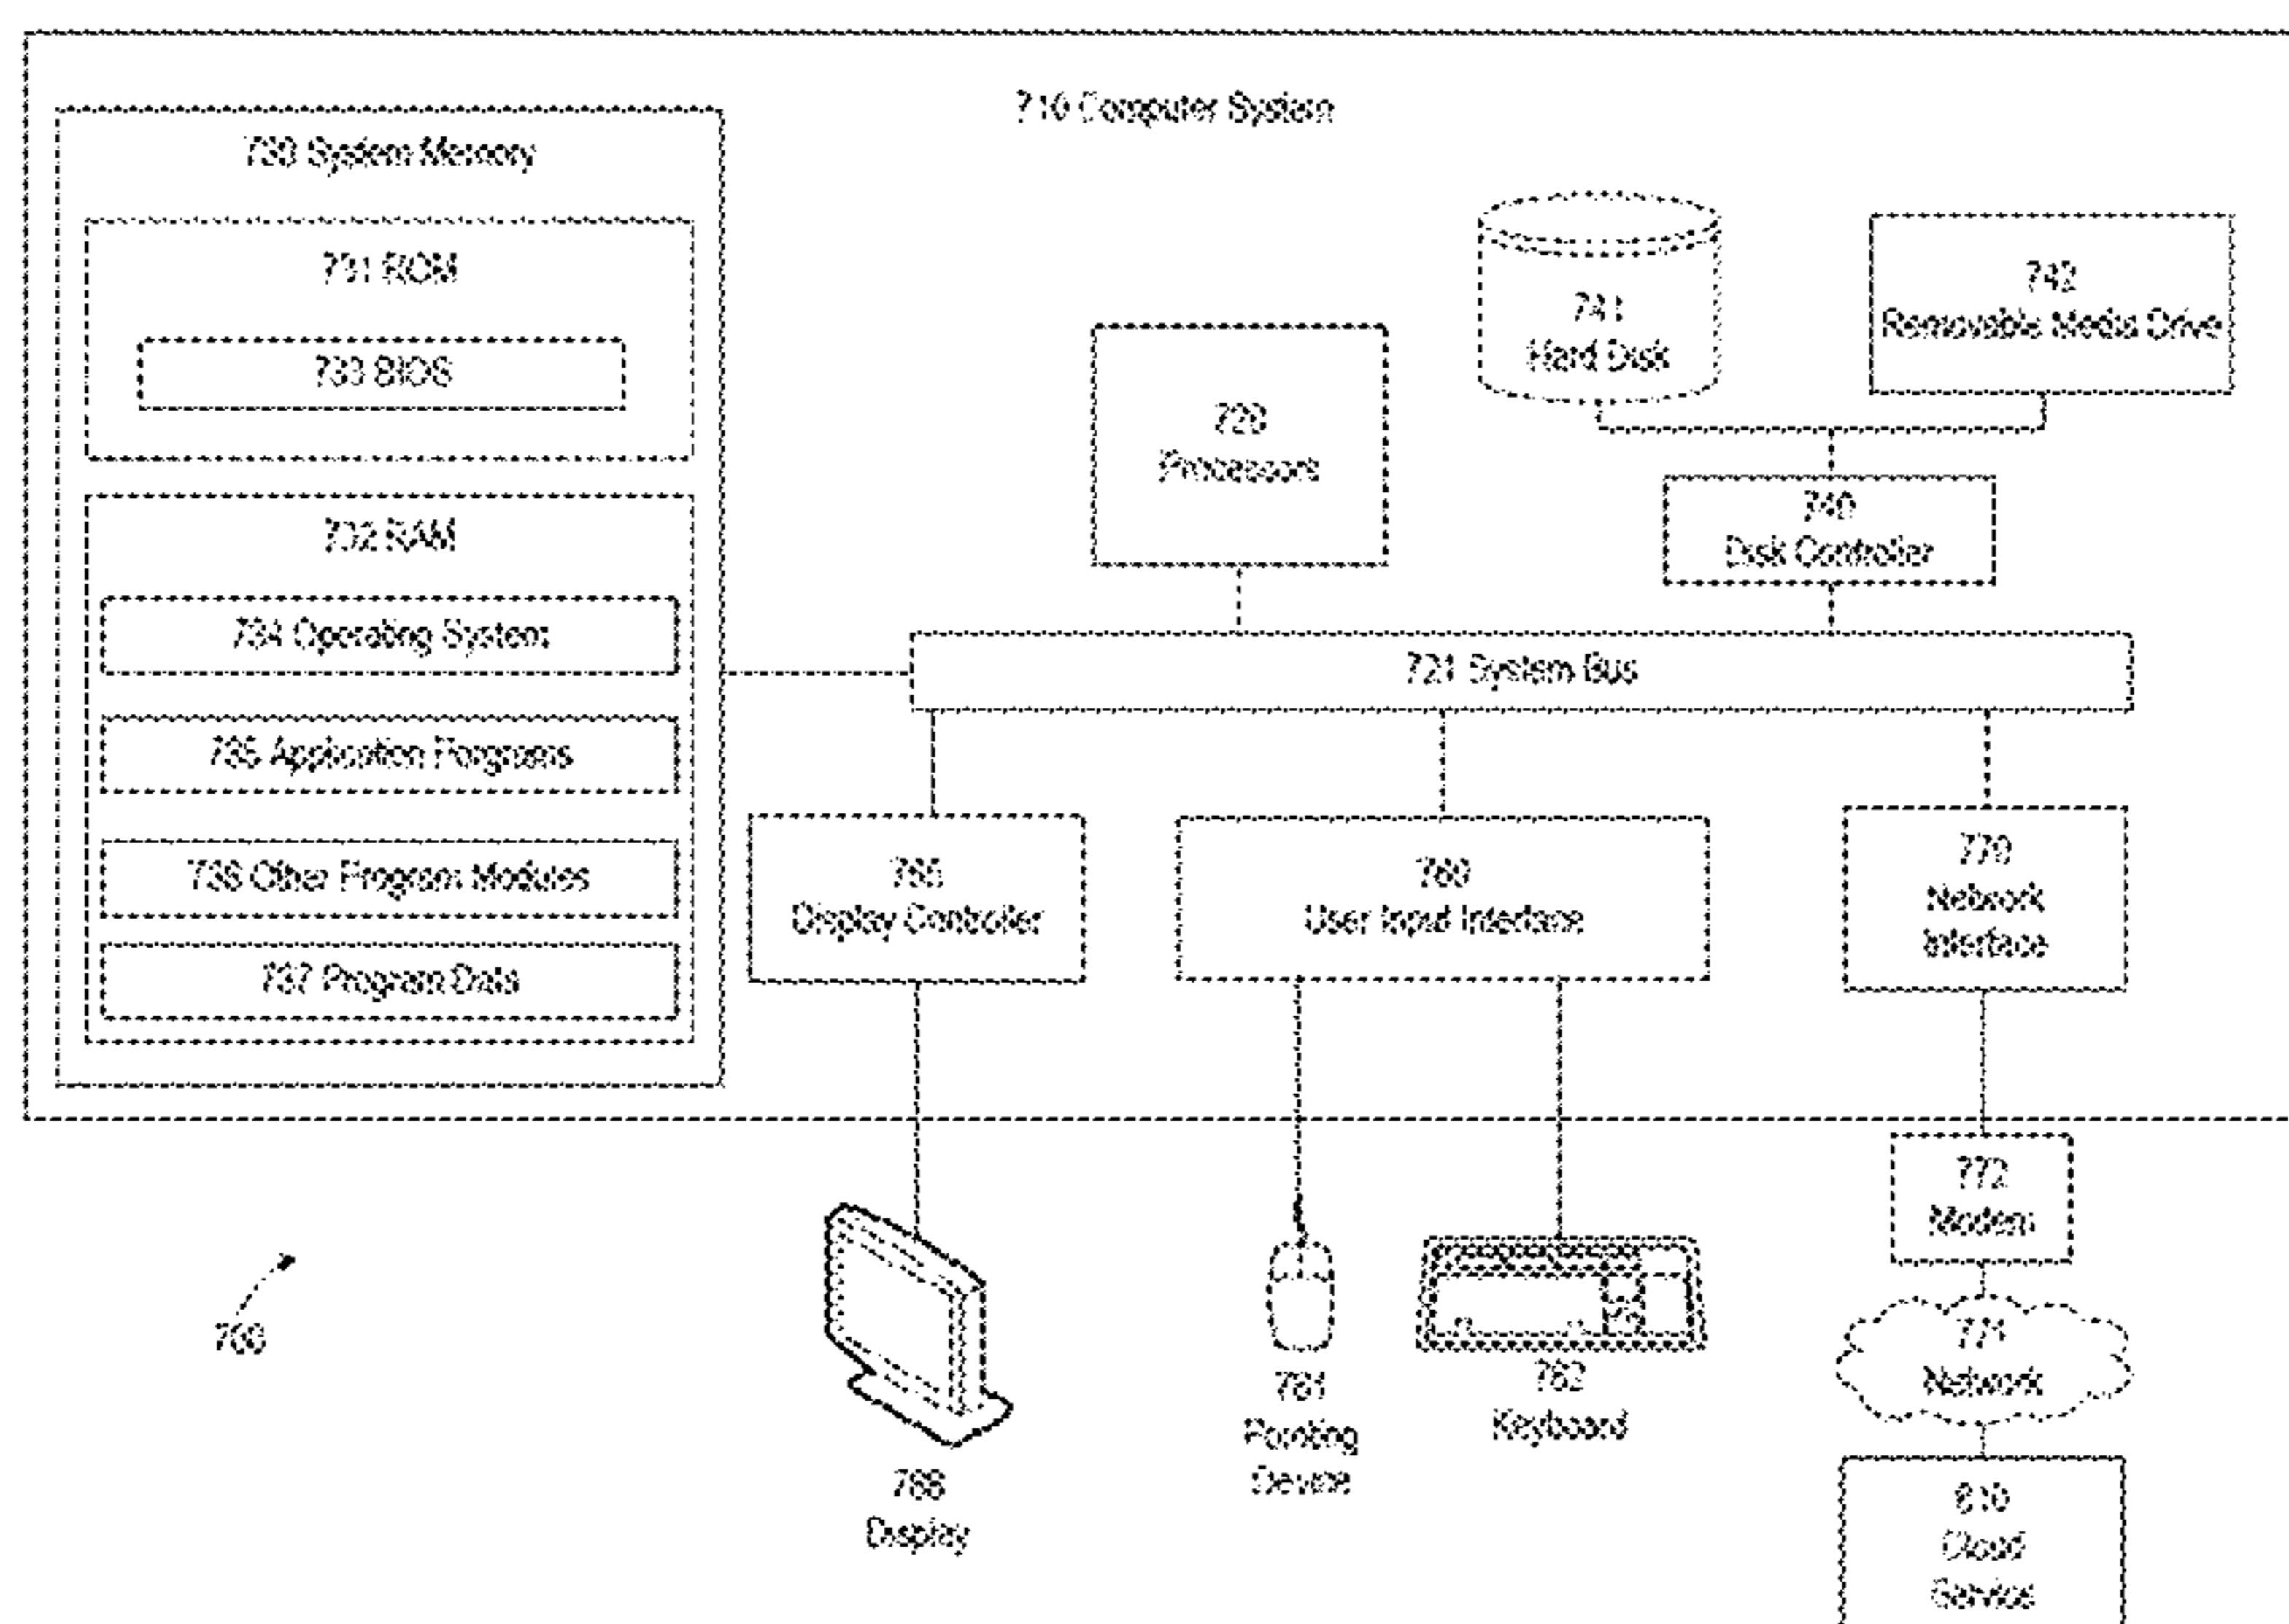 710 Computer System
730 System Memory
731 ROM
733 BIOS
732 RAM
734 Operating System
735 Application Porgrams
736 Other Program Modules
737 Program Data
720
Processors
741
Hard Disk
742
Removable Media Drive
740
Disk Controller
721 System Bus
765
Display Controller
760
User Input Interface
770
Network
Interface
772
Modem
771
Network
810
Cloud
Service
766
Display
761
Pointing
Device
762
Keyboard